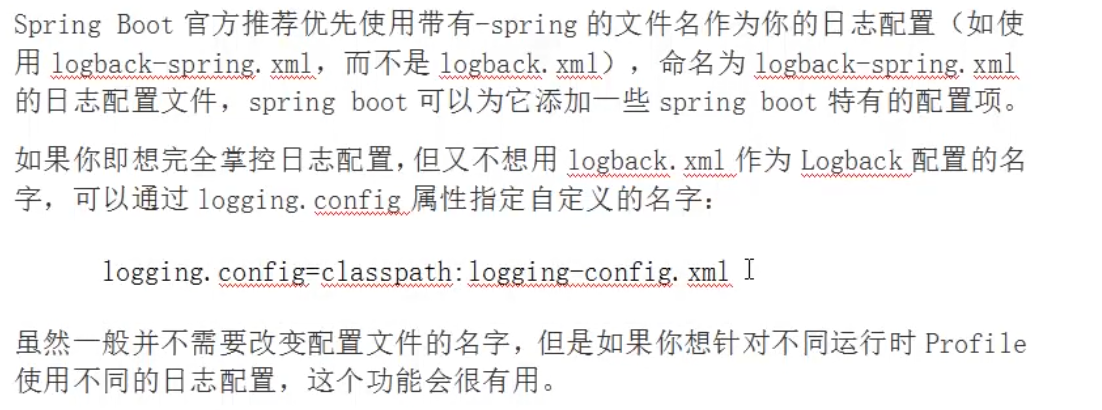 Spring Boot 官方推荐优先使用带有-spring 的文件名作为你的日志配置（如使
用 logback-spring.xml，而不是 logback.xml），命名为 logback-spring.xml
的日志配置文件，spring boot 可以为它添加一些 spring boot 特有的配置项。
如果你即想完全掌控日志配置，但又不想用 logback.xml 作为 Logback 配置的名
字，可以通过 logging.config 属性指定自定义的名字：
logging.config=classpath:logging-config.xml
虽然一般并不需要改变配置文件的名字，但是如果你想针对不同运行时 Profile
使用不同的日志配置，这个功能会很有用。